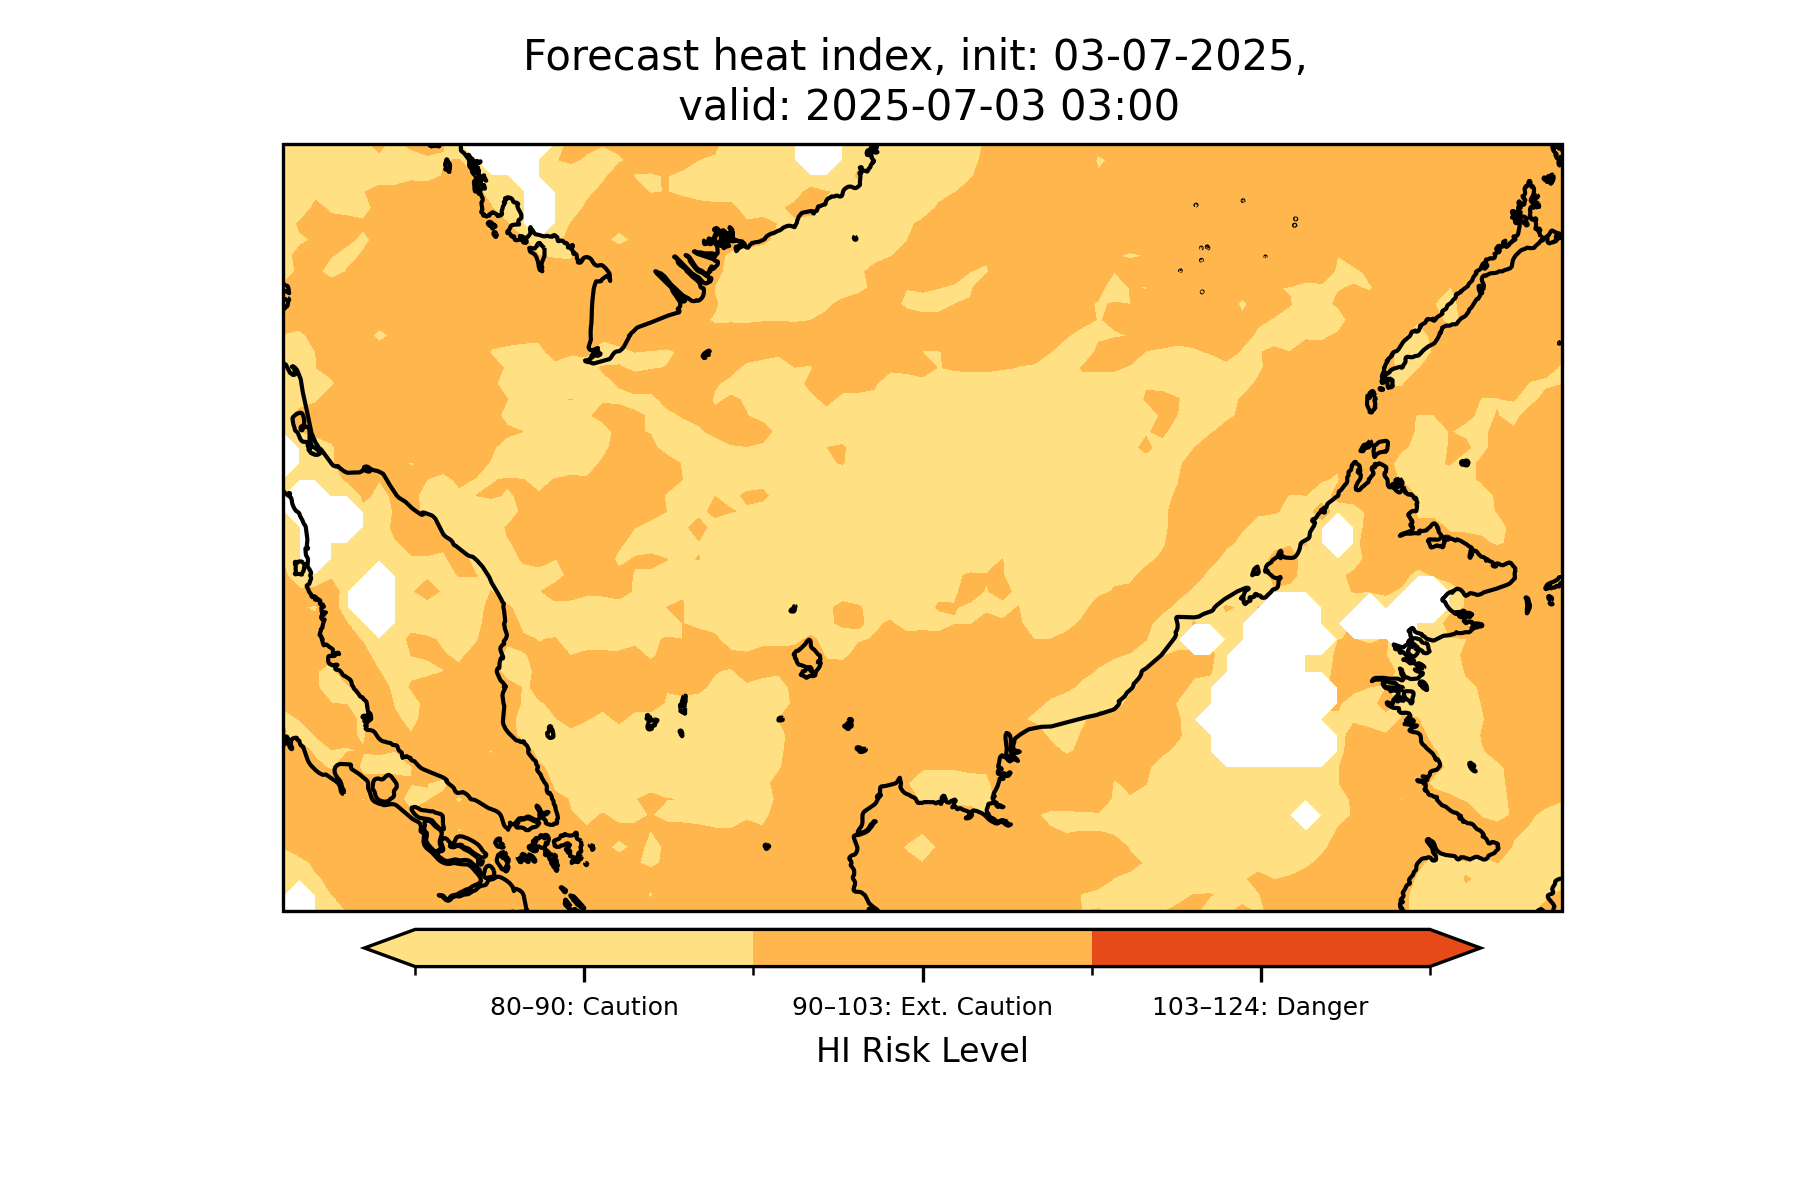 Forecast heat index, init: 03-07-2025,
valid: 2025-07-03 03:00
80–90: Caution
90–103: Ext. Caution
103–124: Danger
HI Risk Level